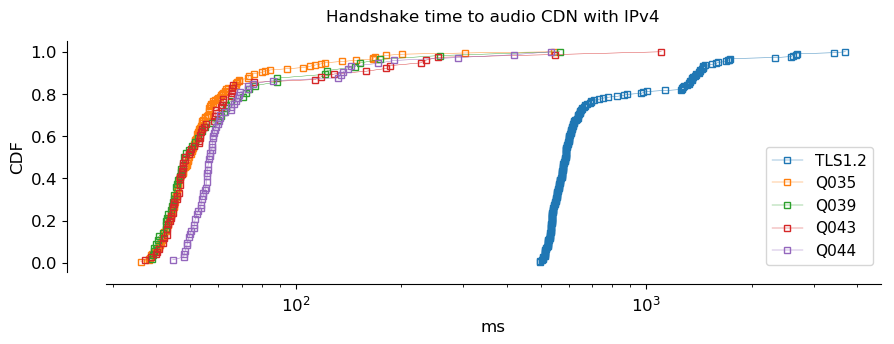 Handshake time to audio CDN with IPv4
1.0
0.8
0.6
0.4
0.2
0.0
CDF
TLS1.2
Q035
Q039
Q043
Q044
10²
10³
ms